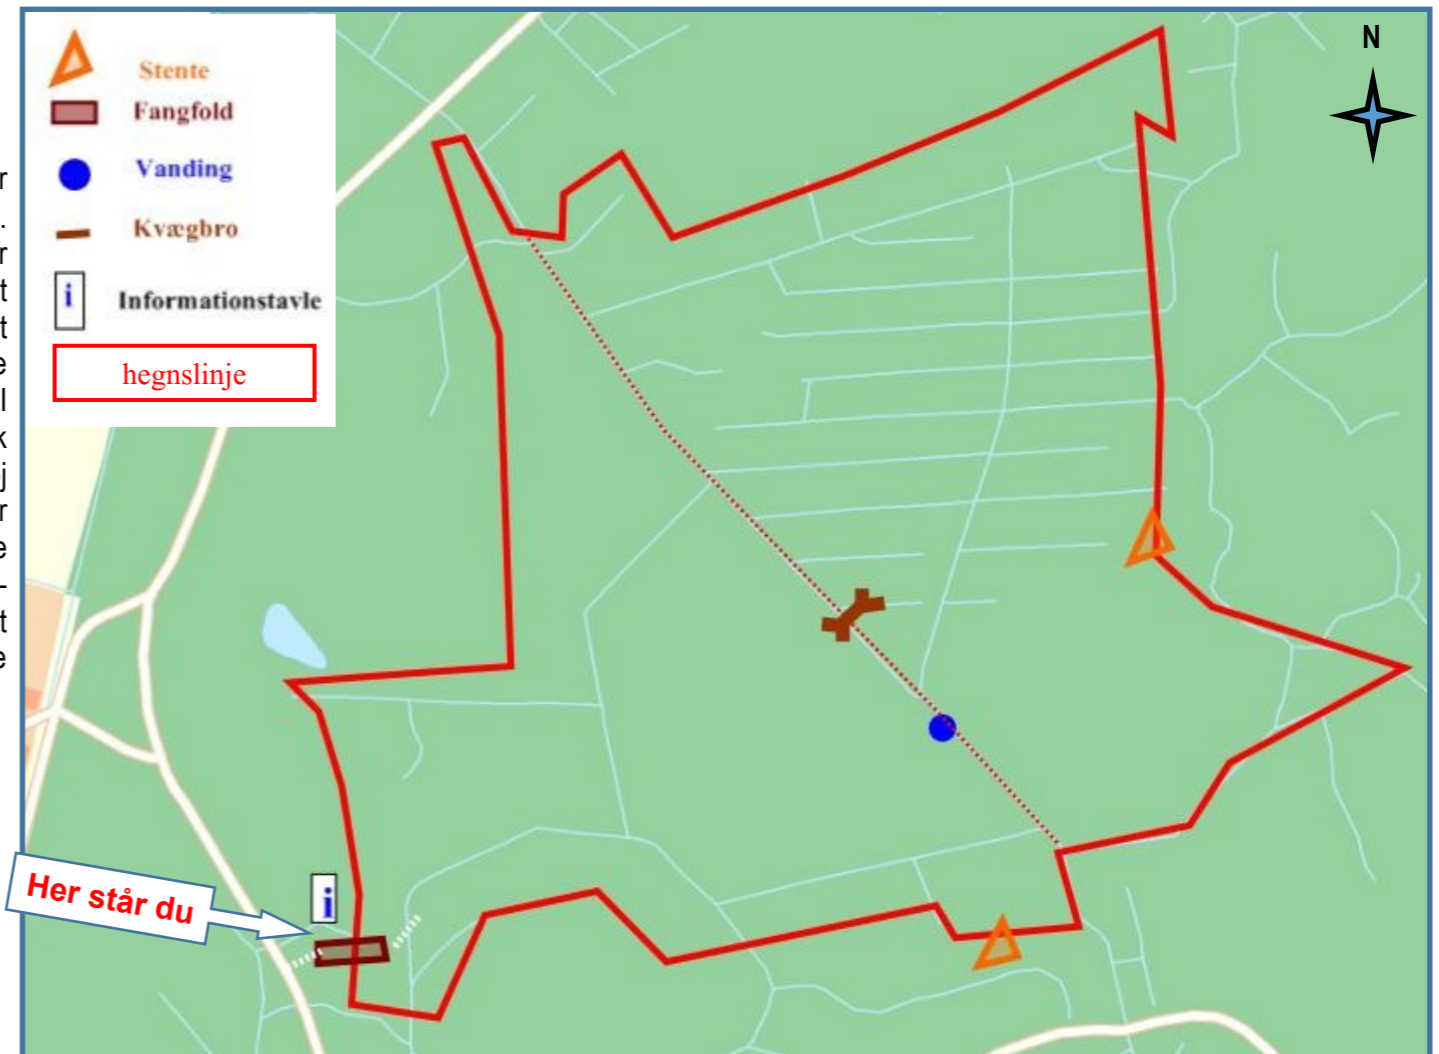 Stente
Fangfold
Vanding
Kvægbro
i
Informationstavle
hegnslinje
N
r
.
r
t
t
e
l
k
j
r
e
-
t
e
i
Her står du